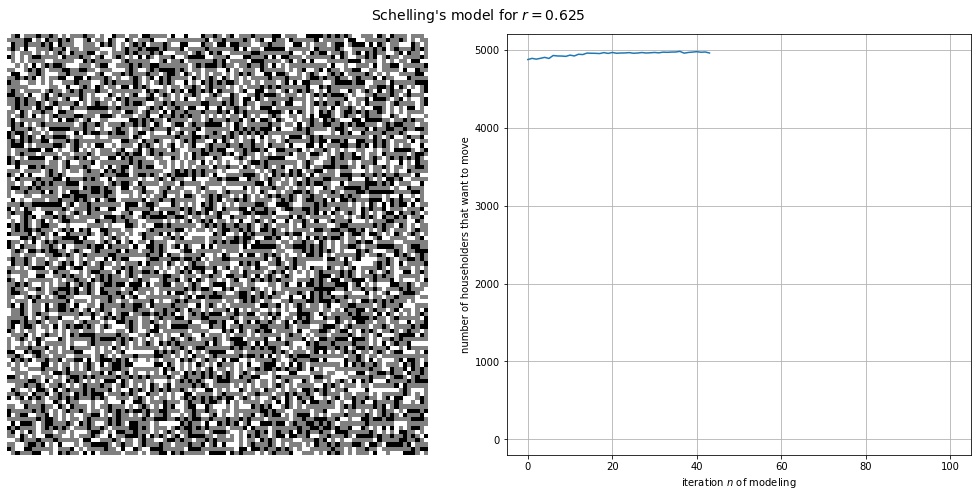 Schelling's model for r = 0.625
number of householders that want to move
5000
4000
3000
2000
1000
0
0 20 40 60 80 100
iteration n of modeling